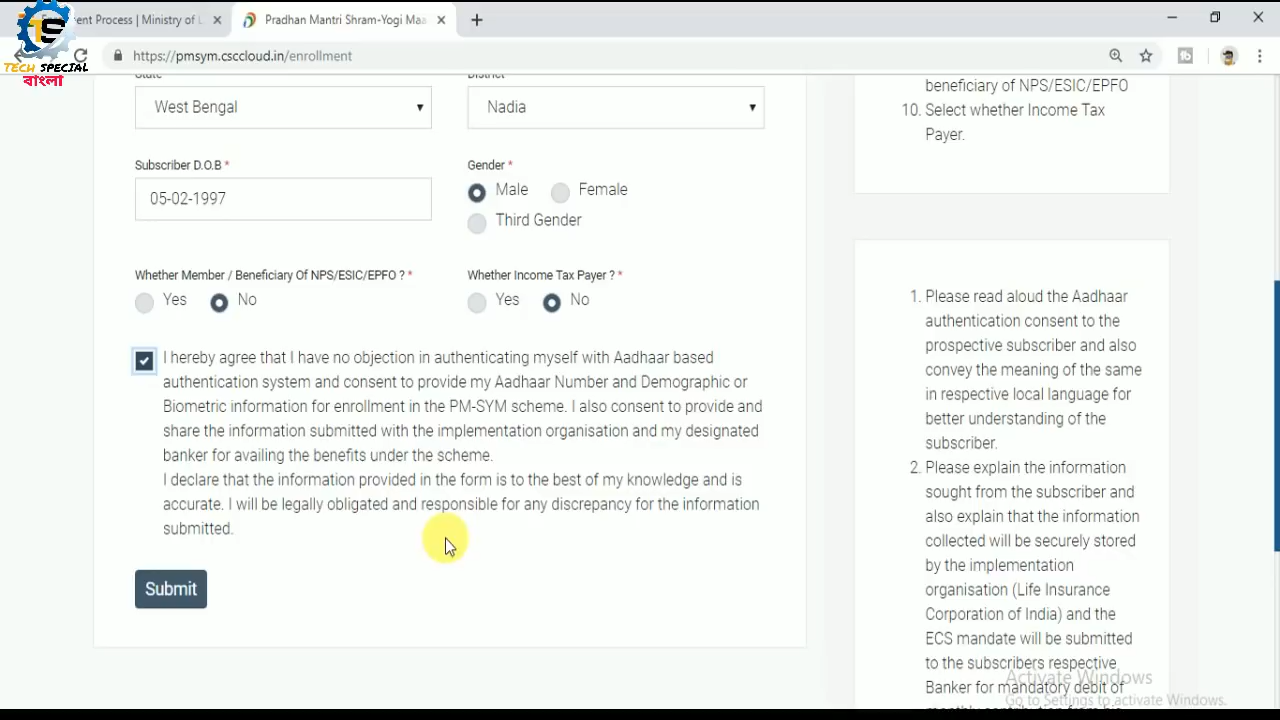 ent Process | Ministry of L
Pradhan Mantri Shram-Yogi Maa
TS
TECH SPECIAL
বাংলা
https://pmsym.csccloud.in/enrollment
State
District
West Bengal
Nadia
Subscriber D.O.B *
Gender *
05-02-1997
Male
Female
Third Gender
Whether Member / Beneficiary Of NPS/ESIC/EPFO ? *
Whether Income Tax Payer ? *
Yes
No
Yes
No
I hereby agree that I have no objection in authenticating myself with Aadhaar based
authentication system and consent to provide my Aadhaar Number and Demographic or
Biometric information for enrollment in the PM-SYM scheme. I also consent to provide and
share the information submitted with the implementation organisation and my designated
banker for availing the benefits under the scheme.
I declare that the information provided in the form is to the best of my knowledge and is
accurate. I will be legally obligated and responsible for any discrepancy for the information
submitted.
Submit
beneficiary of NPS/ESIC/EPFO
10. Select whether Income Tax
Payer.
1. Please read aloud the Aadhaar
authentication consent to the
prospective subscriber and also
convey the meaning of the same
in respective local language for
better understanding of the
subscriber.
2. Please explain the information
sought from the subscriber and
also explain that the information
collected will be securely stored
by the implementation
organisation (Life Insurance
Corporation of India) and the
ECS mandate will be submitted
to the subscribers respective
Banker for mandatory debit of
Activate Windows
Go to Settings to activate Windows.